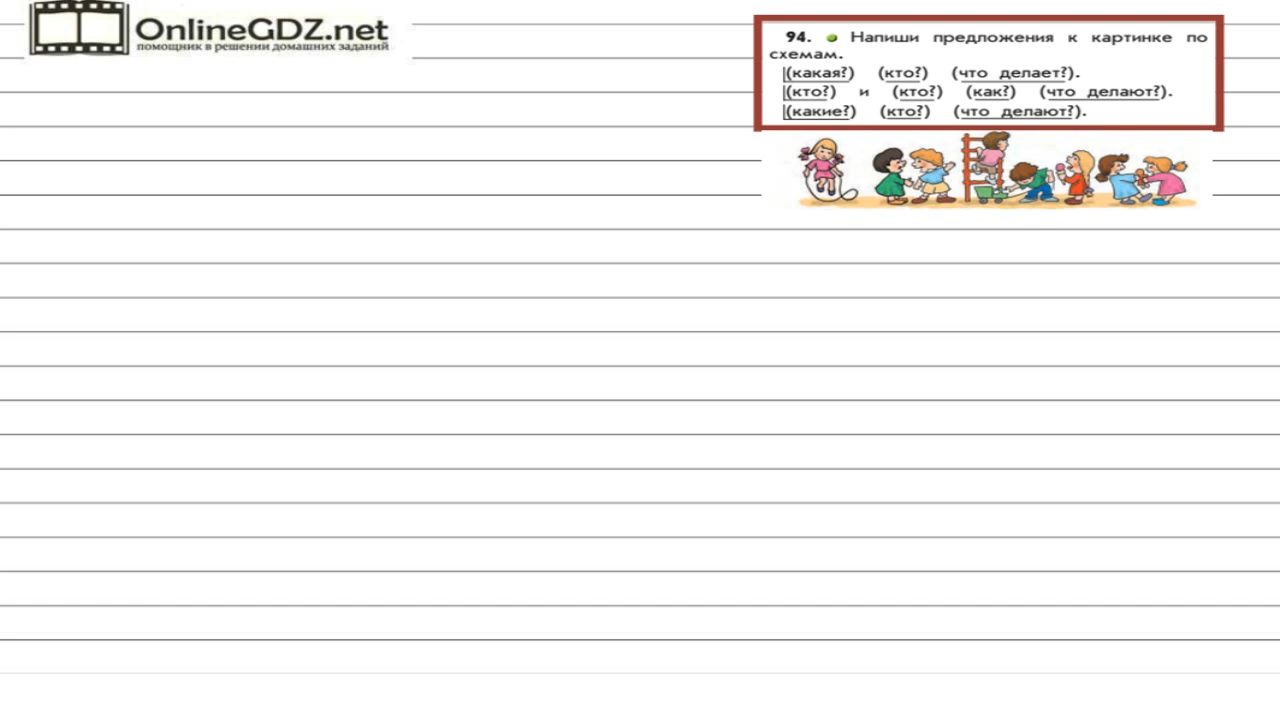 OnlineGDZ.net
помощник в решении домашних заданий
94. Напиши предложения к картинке по
схемам.
(какая?) (кто?) (что делает?).
(кто?) и (кто?) (как?) (что делают?).
(какие?) (кто?) (что делают?).